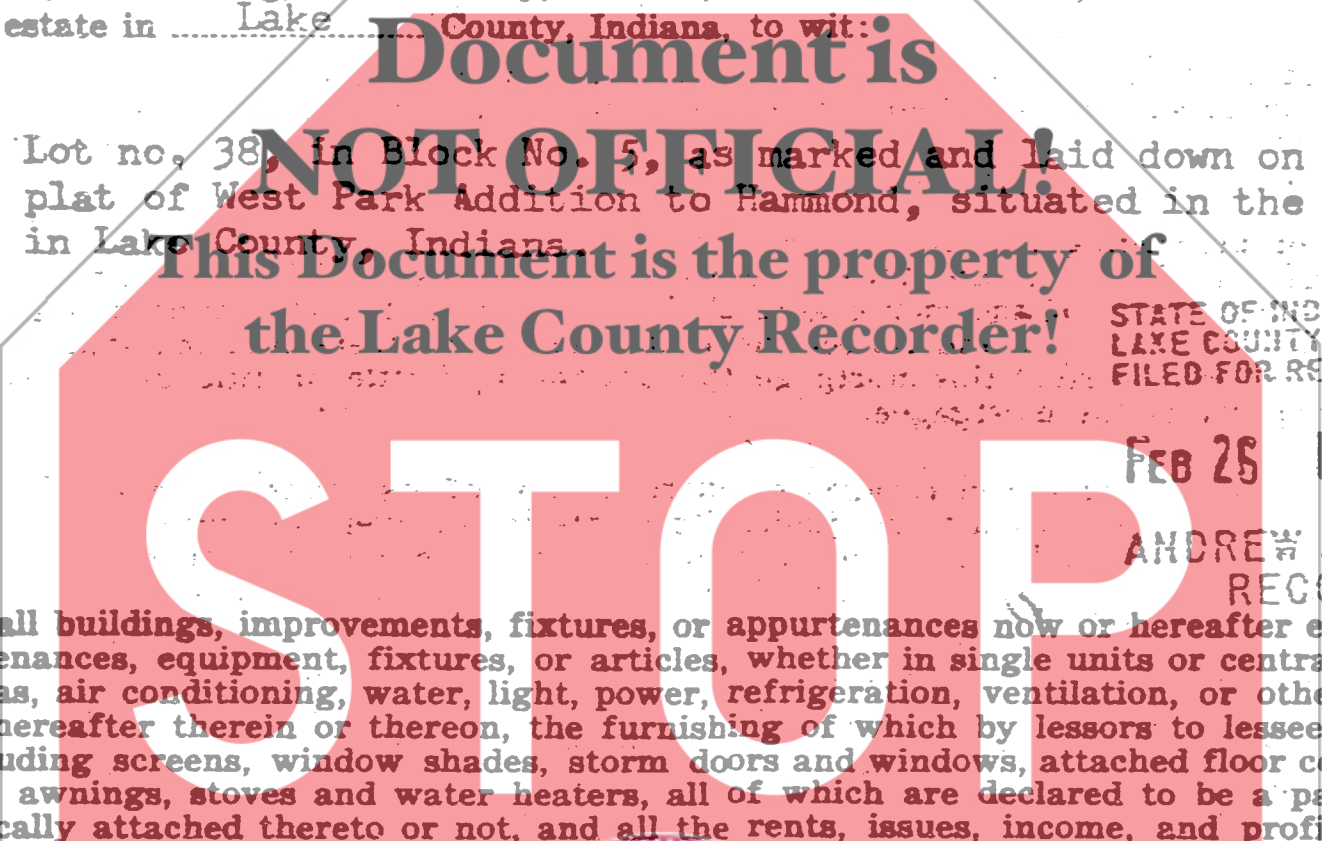 estate in Lake County, Indiana, to wit:
Document is
NOT OFFICIAL!
Lot no, 38, in Block No. 5, as marked and laid down on
plat of West Park Addition to Hammond, situated in the
in Lake County, Indiana.
This Document is the property of
the Lake County Recorder!
STATE OF IND
LAKE COUNTY
FILED FOR RE
FEB 26
ANDREW
RECO
STOP
all buildings, improvements, fixtures, or appurtenances now or hereafter e
enances, equipment, fixtures, or articles, whether in single units or centra
as, air conditioning, water, light, power, refrigeration, ventilation, or othe
hereafter therein or thereon, the furnishing of which by lessors to lessee
uding screens, window shades, storm doors and windows, attached floor co
awnings, stoves and water heaters, all of which are declared to be a pa
cally attached thereto or not, and all the rents, issues, income, and profi